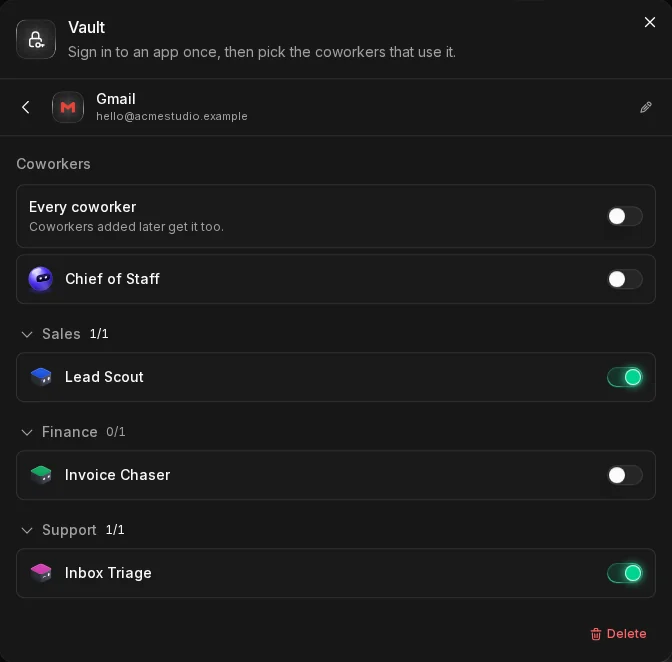 Vault
Sign in to an app once, then pick the coworkers that use it.
Gmail
hello@acmestudio.example
Coworkers
Every coworker
Coworkers added later get it too.
Chief of Staff
Sales 1/1
Lead Scout
Finance 0/1
Invoice Chaser
Support 1/1
Inbox Triage
Delete